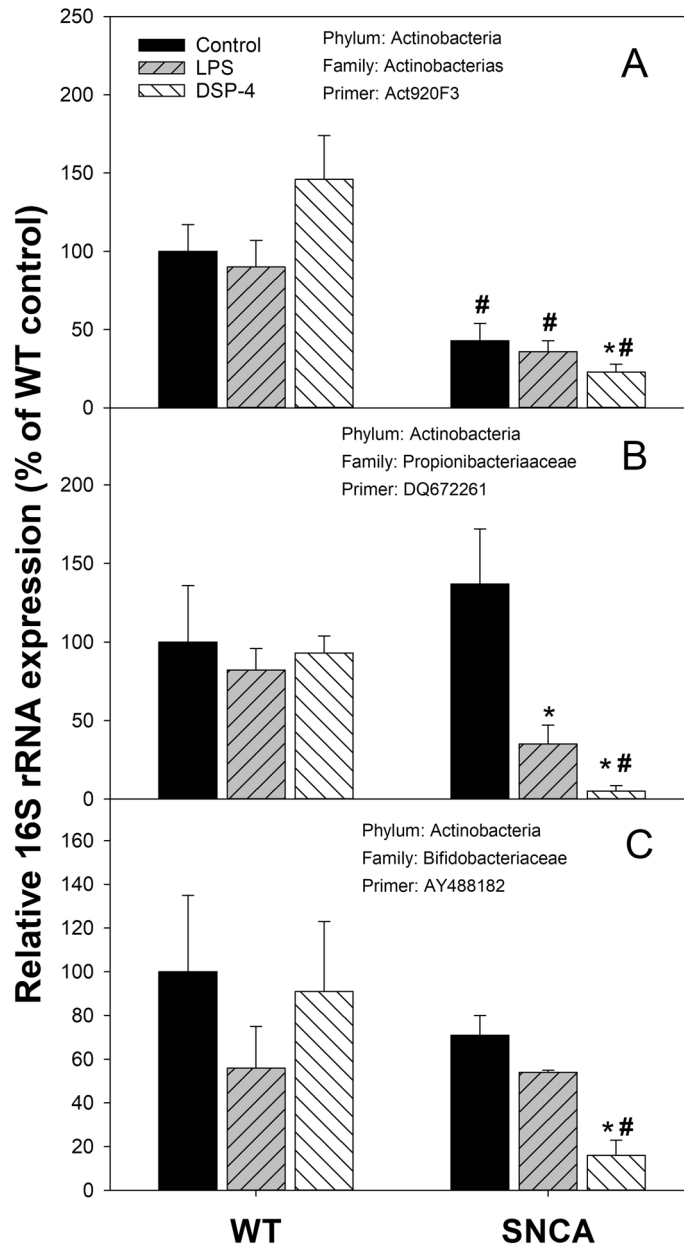 Relative 16S rRNA expression (% of WT control)
250
200
150
100
50
0
Control
LPS
DSP-4
Phylum: Actinobacteria
Family: Actinobacterias
Primer: Act920F3
A
#
#
*#
200
150
100
50
0
Phylum: Actinobacteria
Family: Propionibacteriaaceae
Primer: DQ672261
B
*
*#
160
140
120
100
80
60
40
20
0
Phylum: Actinobacteria
Family: Bifidobacteriaceae
Primer: AY488182
C
*#
WT
SNCA